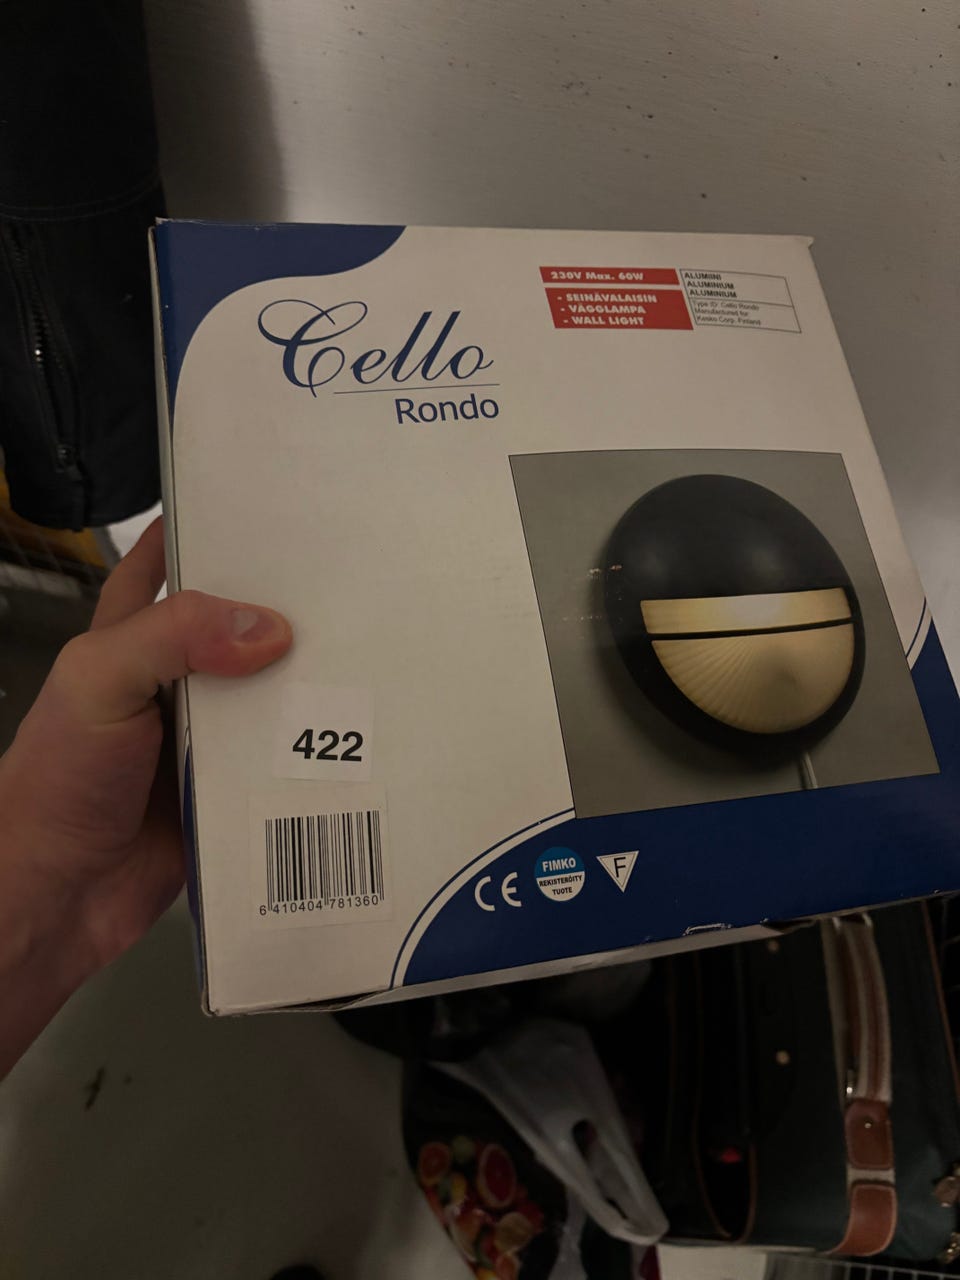 Cello
Rondo
230V Max. 60W
- SEINÄVALAISIN
- VÄGGLAMPA
- WALL LIGHT
ALUMIINI
ALUMINIUM
ALUMINIUM
Type ID: Cello Rondo
Manufactured for:
Kesko Corp. Finland
422
6 410404 781360
CE
FIMKO
REKISTERÖITY
TUOTE
F